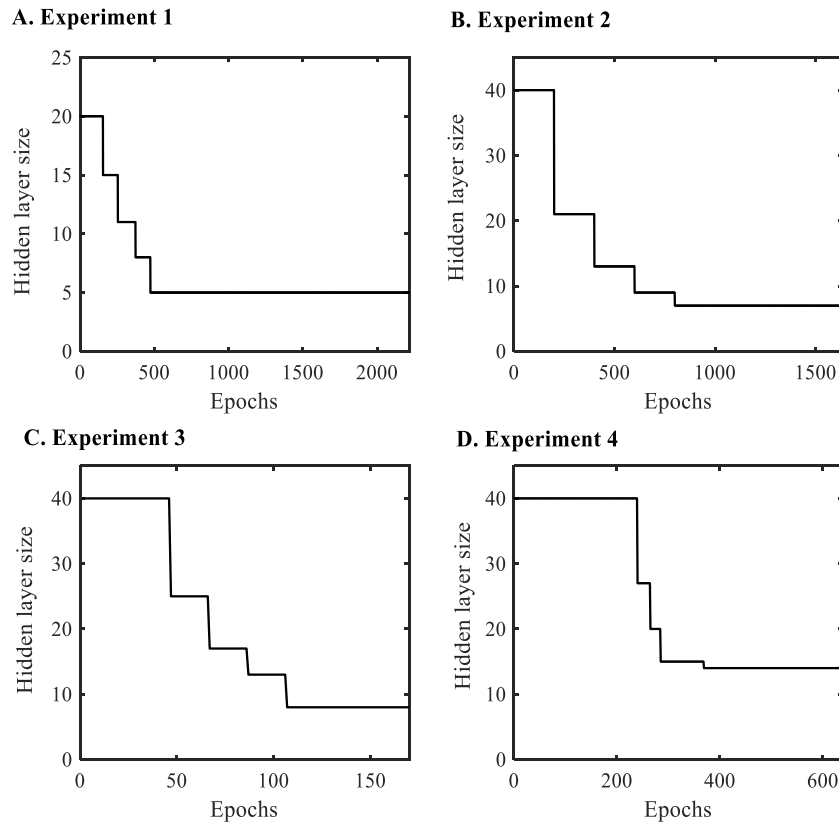 A. Experiment 1
25
20
15
10
5
0
Hidden layer size
0 500 1000 1500 2000
Epochs
B. Experiment 2
40
30
20
10
0
Hidden layer size
0 500 1000 1500
Epochs
C. Experiment 3
40
30
20
10
0
Hidden layer size
0 50 100 150
Epochs
D. Experiment 4
40
30
20
10
0
Hidden layer size
0 200 400 600
Epochs